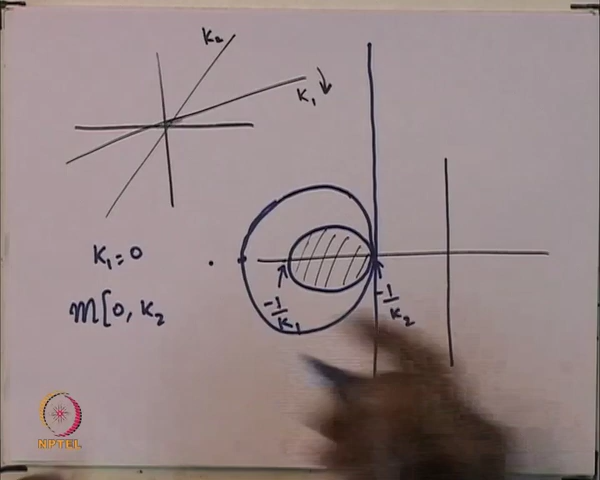 K₂
K₁
K₁ = 0
m[0, K₂
-1/K₁
-1/K₂
NPTEL